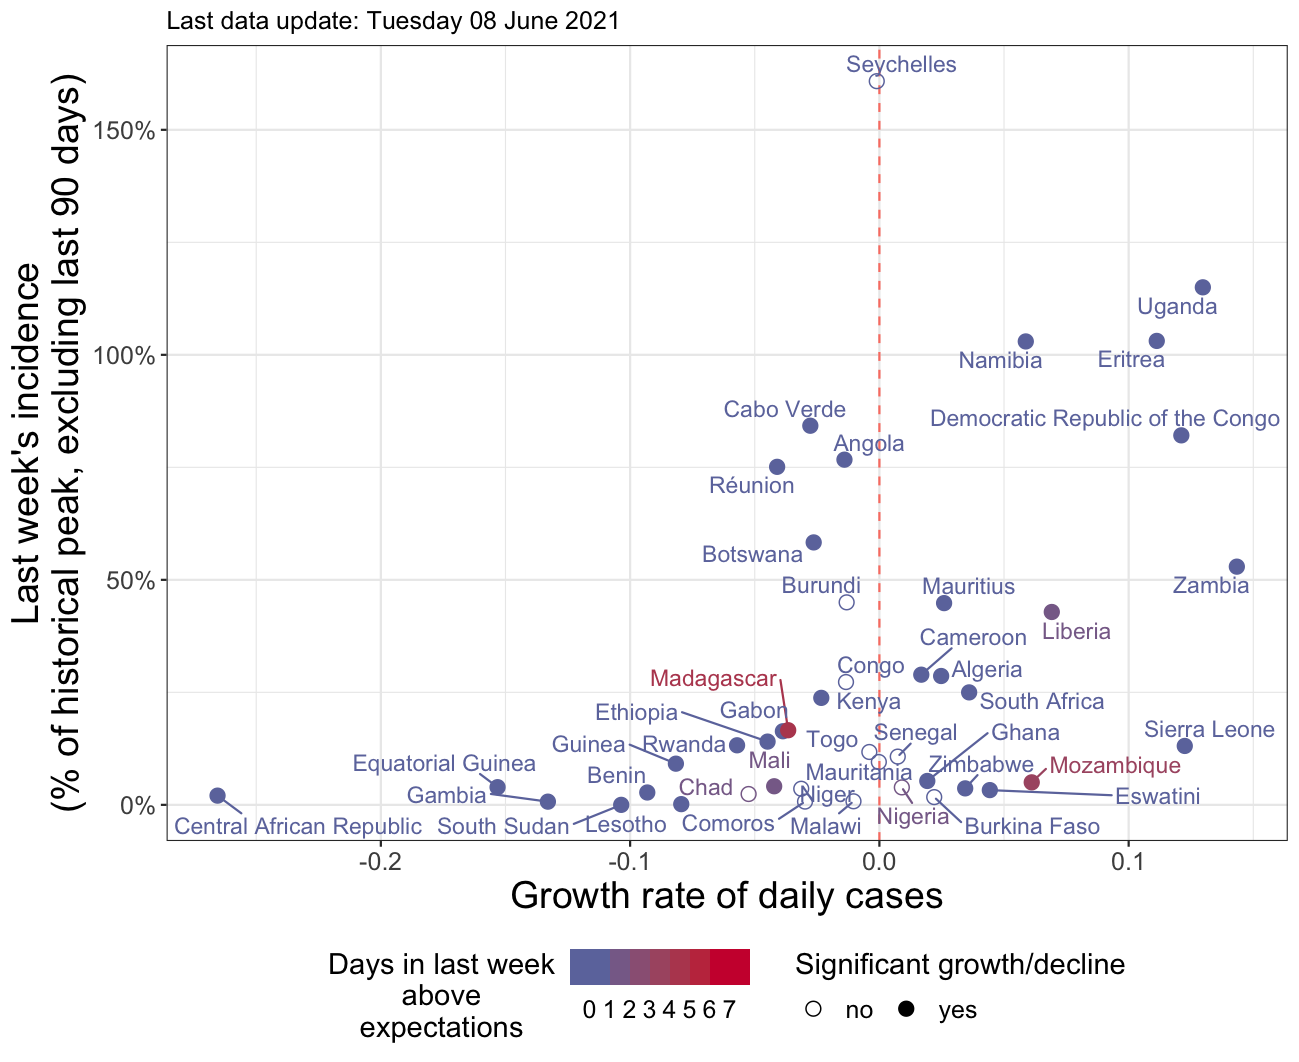 Last data update: Tuesday 08 June 2021
Last week's incidence
(% of historical peak, excluding last 90 days)
150%
100%
50%
0%
Seychelles
Uganda
Namibia
Eritrea
Cabo Verde
Democratic Republic of the Congo
Angola
Réunion
Botswana
Burundi
Mauritius
Zambia
Liberia
Cameroon
Congo
Algeria
Madagascar
Kenya
South Africa
Ethiopia
Gabon
Sierra Leone
Guinea
Rwanda
Togo
Senegal
Ghana
Equatorial Guinea
Mali
Mauritania
Zimbabwe
Mozambique
Benin
Gambia
Chad
Niger
Eswatini
Central African Republic
South Sudan
Lesotho
Comoros
Malawi
Nigeria
Burkina Faso
-0.2
-0.1
0.0
0.1
Growth rate of daily cases
Days in last week
above
expectations
0 1 2 3 4 5 6 7
Significant growth/decline
no
yes